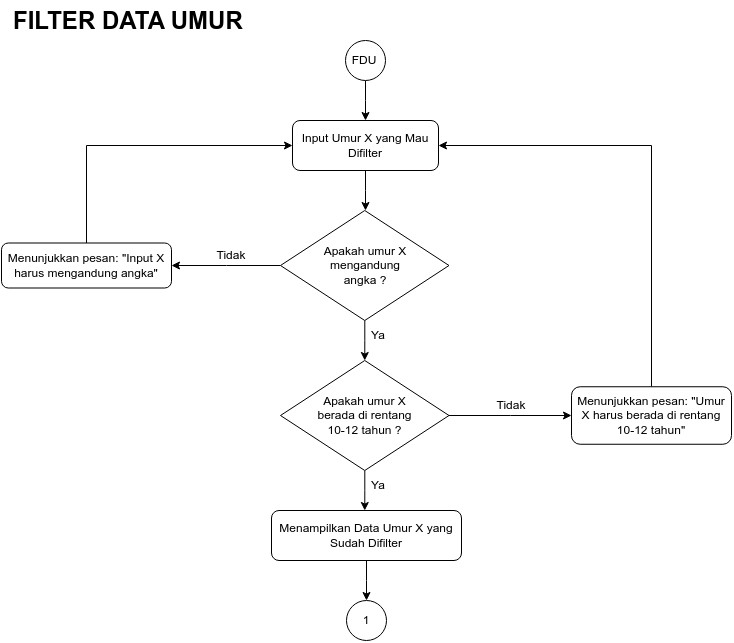 FILTER DATA UMUR
FDU
Input Umur X yang Mau
Difilter
Apakah umur X
mengandung
angka ?
Tidak
Menunjukkan pesan: "Input X
harus mengandung angka"
Ya
Apakah umur X
berada di rentang
10-12 tahun ?
Tidak
Menunjukkan pesan: "Umur
X harus berada di rentang
10-12 tahun"
Ya
Menampilkan Data Umur X yang
Sudah Difilter
1